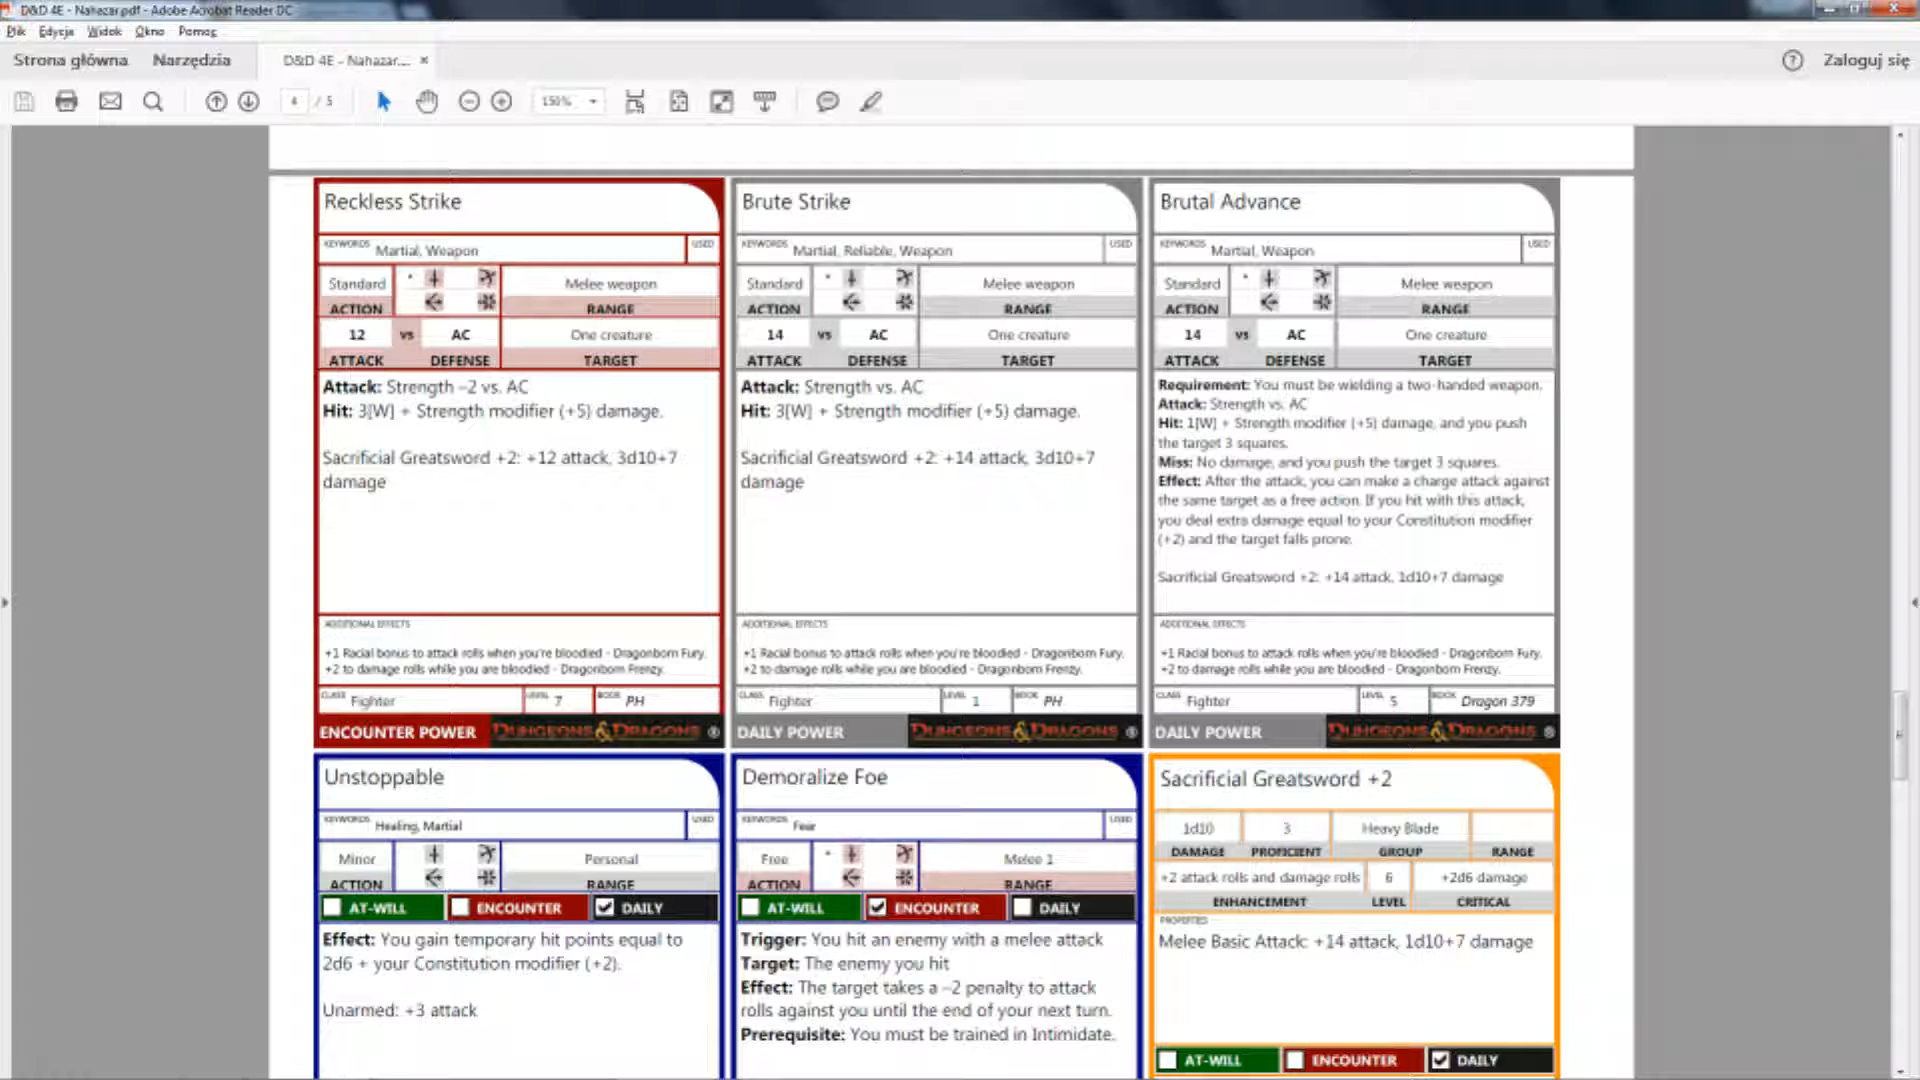 D&D 4E - Nahazar.pdf - Adobe Acrobat Reader DC
Plik Edycja Widok Okno Pomoc
Strona główna Narzędzia D&D 4E - Nahazar... × Zaloguj się
4 / 5 150%
Reckless Strike
KEYWORDS Martial, Weapon USED
Standard Melee weapon
ACTION RANGE
12 vs AC One creature
ATTACK DEFENSE TARGET
Attack: Strength –2 vs. AC
Hit: 3[W] + Strength modifier (+5) damage.
Sacrificial Greatsword +2: +12 attack, 3d10+7
damage
ADDITIONAL EFFECTS
+1 Racial bonus to attack rolls when you're bloodied - Dragonborn Fury.
+2 to damage rolls while you are bloodied - Dragonborn Frenzy.
CLASS Fighter LEVEL 7 BOOK PH
ENCOUNTER POWER DUNGEONS & DRAGONS ®
Brute Strike
KEYWORDS Martial, Reliable, Weapon USED
Standard Melee weapon
ACTION RANGE
14 vs AC One creature
ATTACK DEFENSE TARGET
Attack: Strength vs. AC
Hit: 3[W] + Strength modifier (+5) damage.
Sacrificial Greatsword +2: +14 attack, 3d10+7
damage
ADDITIONAL EFFECTS
+1 Racial bonus to attack rolls when you're bloodied - Dragonborn Fury.
+2 to damage rolls while you are bloodied - Dragonborn Frenzy.
CLASS Fighter LEVEL 1 BOOK PH
DAILY POWER DUNGEONS & DRAGONS ®
Brutal Advance
KEYWORDS Martial, Weapon USED
Standard Melee weapon
ACTION RANGE
14 vs AC One creature
ATTACK DEFENSE TARGET
Requirement: You must be wielding a two-handed weapon.
Attack: Strength vs. AC
Hit: 1[W] + Strength modifier (+5) damage, and you push
the target 3 squares.
Miss: No damage, and you push the target 3 squares.
Effect: After the attack, you can make a charge attack against
the same target as a free action. If you hit with this attack,
you deal extra damage equal to your Constitution modifier
(+2) and the target falls prone.
Sacrificial Greatsword +2: +14 attack, 1d10+7 damage
ADDITIONAL EFFECTS
+1 Racial bonus to attack rolls when you're bloodied - Dragonborn Fury.
+2 to damage rolls while you are bloodied - Dragonborn Frenzy.
CLASS Fighter LEVEL 5 BOOK Dragon 379
DAILY POWER DUNGEONS & DRAGONS ®
Unstoppable
KEYWORDS Healing, Martial USED
Minor Personal
ACTION RANGE
AT-WILL ENCOUNTER DAILY
Effect: You gain temporary hit points equal to
2d6 + your Constitution modifier (+2).
Unarmed: +3 attack
Demoralize Foe
KEYWORDS Fear USED
Free Melee 1
ACTION RANGE
AT-WILL ENCOUNTER DAILY
Trigger: You hit an enemy with a melee attack
Target: The enemy you hit
Effect: The target takes a –2 penalty to attack
rolls against you until the end of your next turn.
Prerequisite: You must be trained in Intimidate.
Sacrificial Greatsword +2
1d10 3 Heavy Blade
DAMAGE PROFICIENT GROUP RANGE
+2 attack rolls and damage rolls 6 +2d6 damage
ENHANCEMENT LEVEL CRITICAL
PROPERTIES
Melee Basic Attack: +14 attack, 1d10+7 damage
AT-WILL ENCOUNTER DAILY